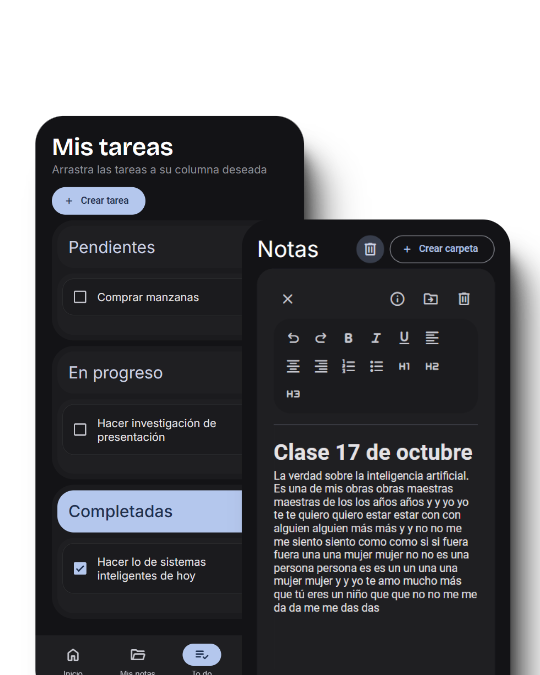 Mis tareas
Arrastra las tareas a su columna deseada
+ Crear tarea
Pendientes
Comprar manzanas
En progreso
Hacer investigación de
presentación
Completadas
Hacer lo de sistemas
inteligentes de hoy
Inicio
Mis notas
To do
Notas
+ Crear carpeta
B I U
H1 H2
H3
Clase 17 de octubre
La verdad sobre la inteligencia artificial.
Es una de mis obras obras maestras
maestras de los los años años y y yo yo
te te quiero quiero estar estar con con
alguien alguien más más y y no no me
me siento siento como como si si fuera
fuera una una mujer mujer no no es una
persona persona es es un un una una
mujer mujer y y yo te amo mucho más
que tú eres un niño que que no no me me
da da me me das das